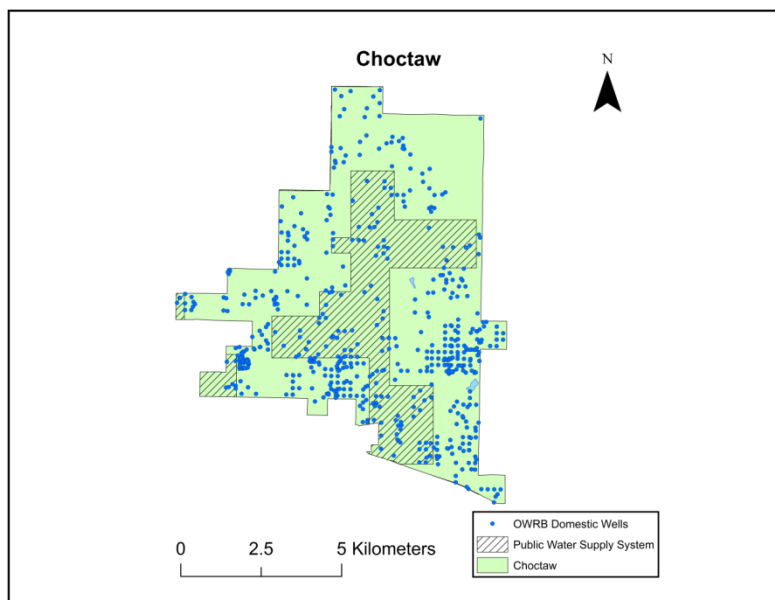 Choctaw
N
0 2.5 5 Kilometers
OWRB Domestic Wells
Public Water Supply System
Choctaw